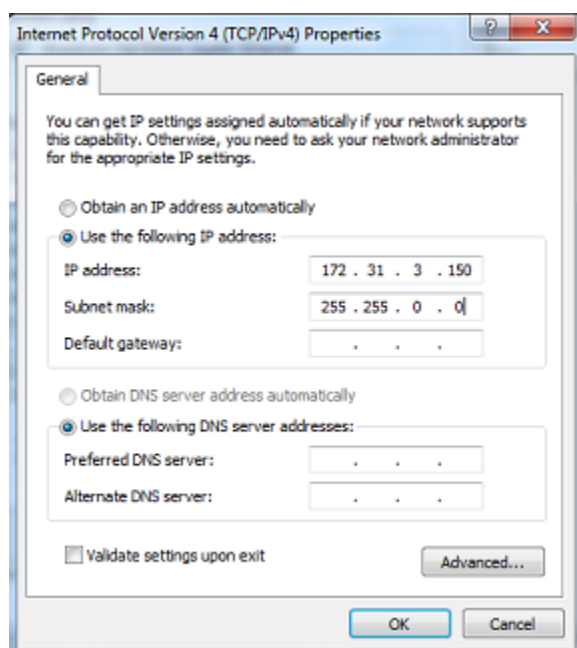 Internet Protocol Version 4 (TCP/IPv4) Properties
General
You can get IP settings assigned automatically if your network supports
this capability. Otherwise, you need to ask your network administrator
for the appropriate IP settings.
Obtain an IP address automatically
Use the following IP address:
IP address: 172 . 31 . 3 . 150
Subnet mask: 255 . 255 . 0 . 0
Default gateway: . . .
Obtain DNS server address automatically
Use the following DNS server addresses:
Preferred DNS server: . . .
Alternate DNS server: . . .
Validate settings upon exit
Advanced...
OK Cancel